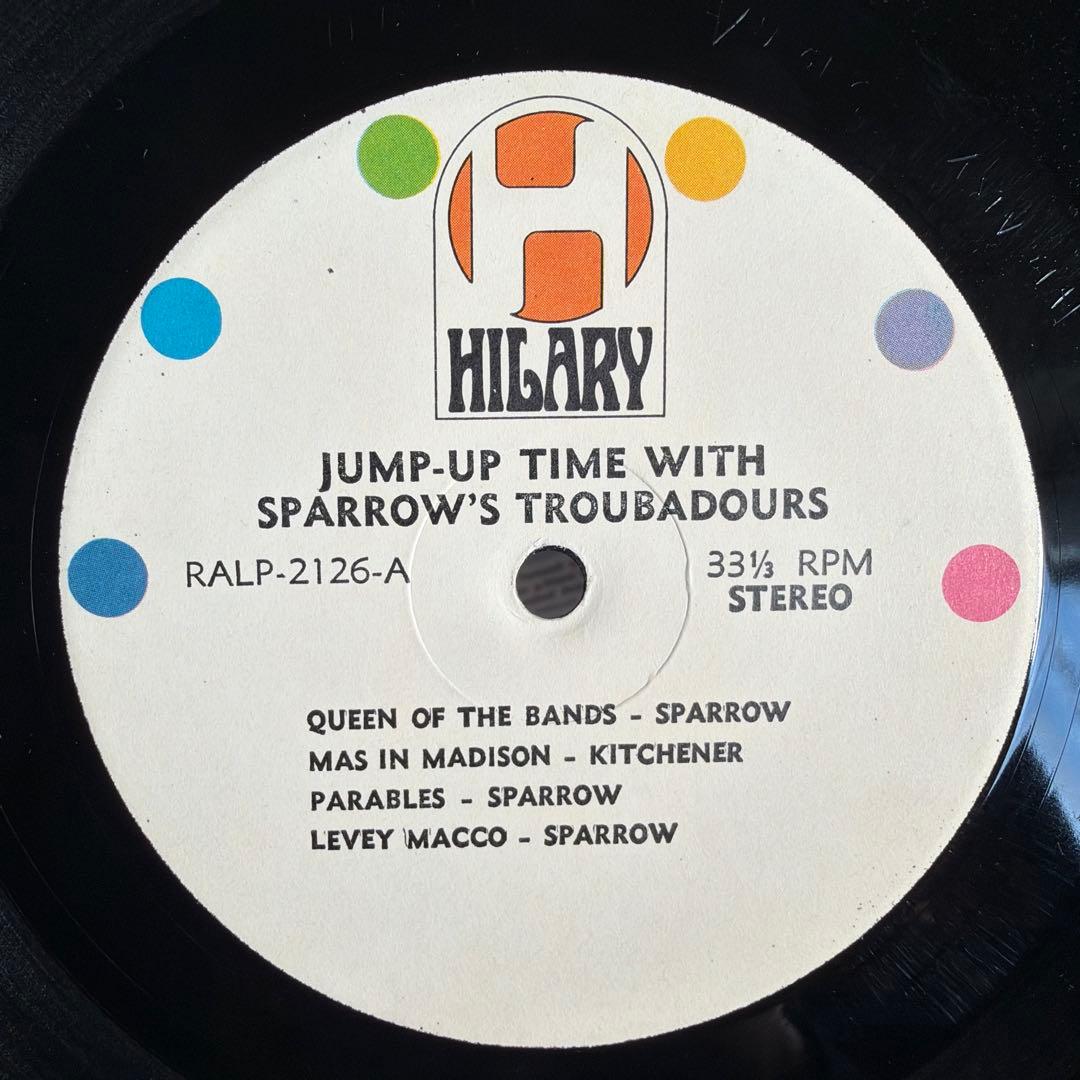 H
HILARY
JUMP-UP TIME WITH
SPARROW'S TROUBADOURS
RALP-2126-A
33⅓ RPM
STEREO
QUEEN OF THE BANDS - SPARROW
MAS IN MADISON - KITCHENER
PARABLES - SPARROW
LEVEY MACCO - SPARROW